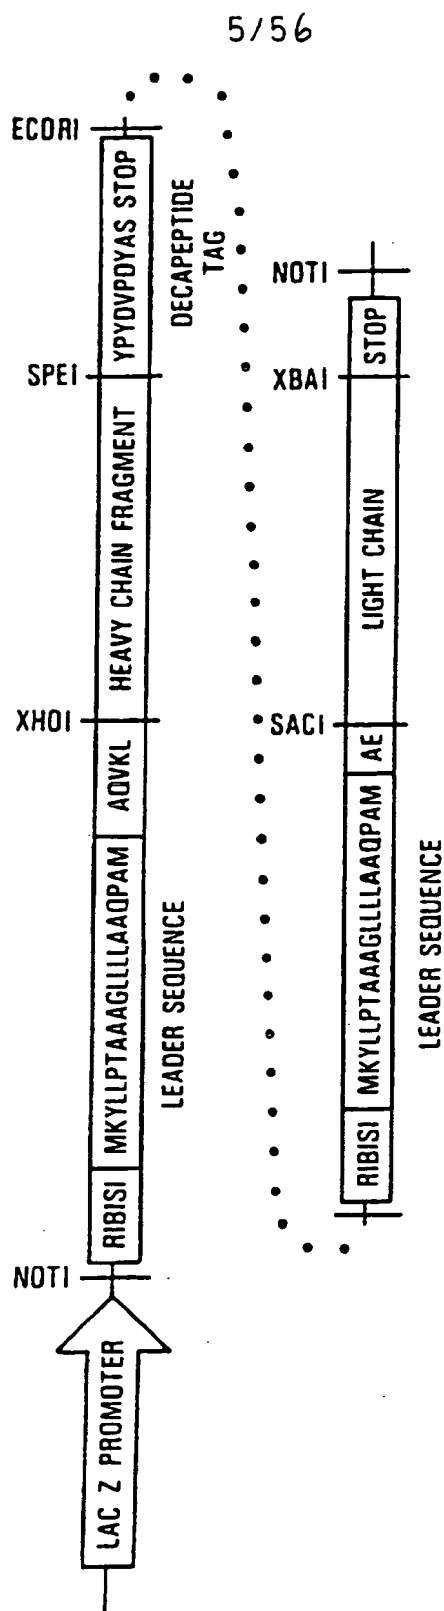 5/56
LAC Z PROMOTER
NOTI
RIBISI
MKYLLPTAAAGLLLLAAQPAM
LEADER SEQUENCE
AQVKL
XHOI
HEAVY CHAIN FRAGMENT
SPEI
YPYDVPDYAS STOP
DECAPEPTIDE
TAG
ECORI
RIBISI
MKYLLPTAAAGLLLLAAQPAM
LEADER SEQUENCE
AE
SACI
LIGHT CHAIN
XBAI
STOP
NOTI